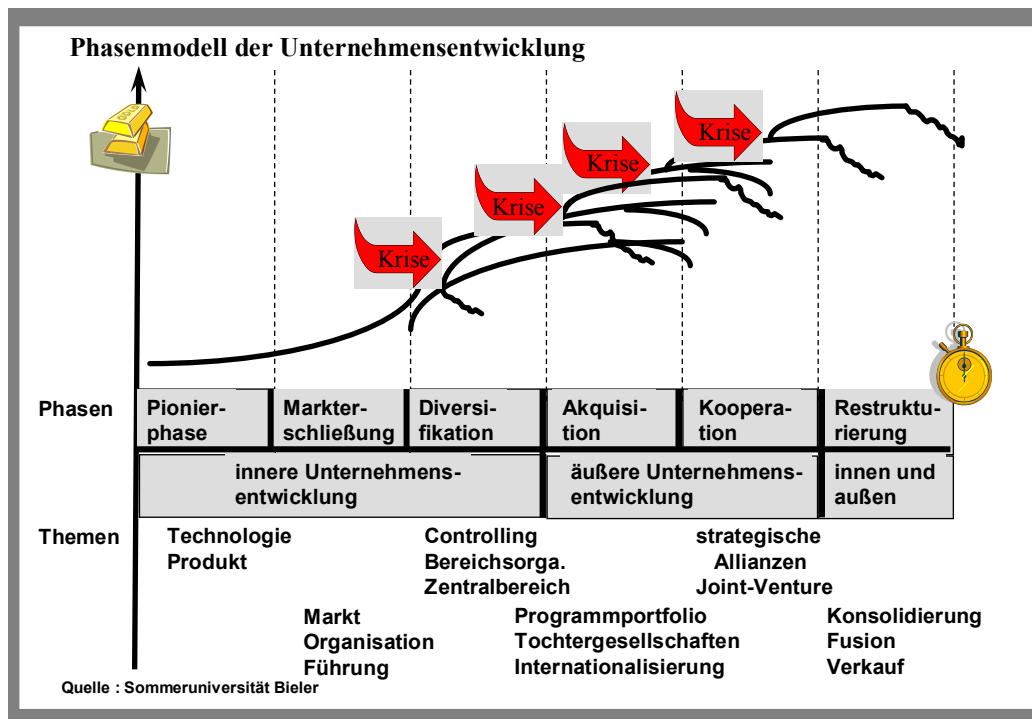 Phasenmodell der Unternehmensentwicklung
GOLD
Krise
Krise
Krise
Krise
Phasen
Pionier-
phase
Markter-
schließung
Diversi-
fikation
Akquisi-
tion
Koopera-
tion
Restruktu-
rierung
innere Unternehmens-
entwicklung
äußere Unternehmens-
entwicklung
innen und
außen
Themen
Technologie
Produkt
Controlling
Bereichsorga.
Zentralbereich
strategische
Allianzen
Joint-Venture
Markt
Organisation
Führung
Programmportfolio
Tochtergesellschaften
Internationalisierung
Konsolidierung
Fusion
Verkauf
Quelle : Sommeruniversität Bieler